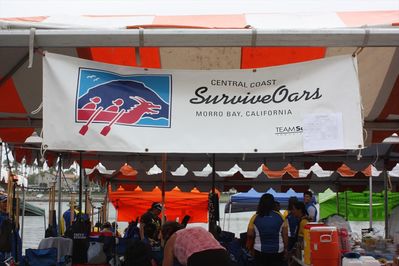 CENTRAL COAST
SurviveOars
MORRO BAY, CALIFORNIA
TEAM